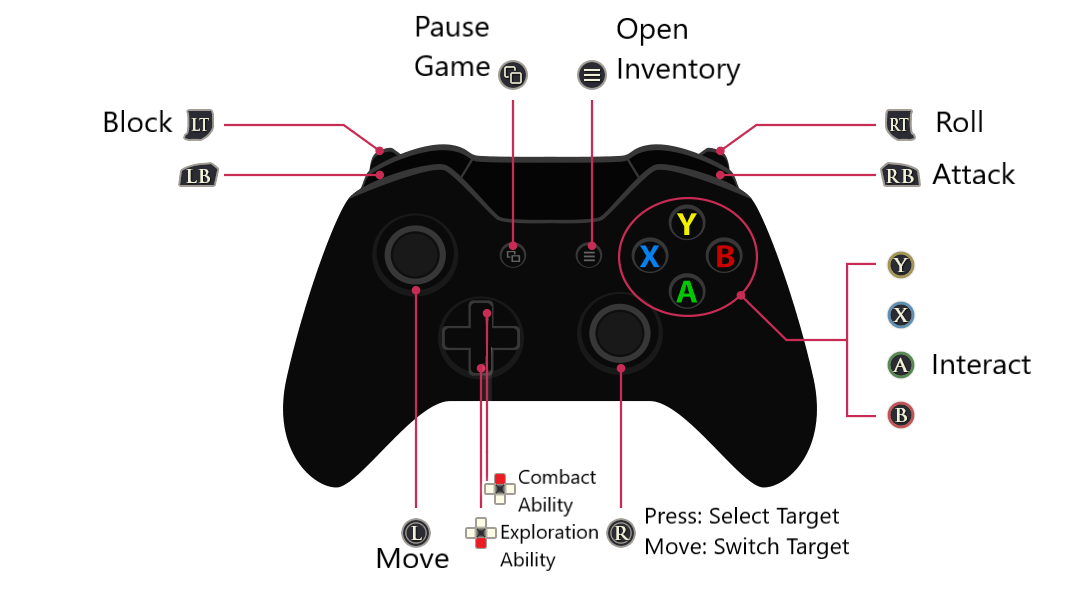 Pause
Game
Open
Inventory
Block LT
RT Roll
LB
RB Attack
Y
X B
A
Y
X
A Interact
B
Combact
Ability
Exploration
Ability
L
Move
R
Press: Select Target
Move: Switch Target